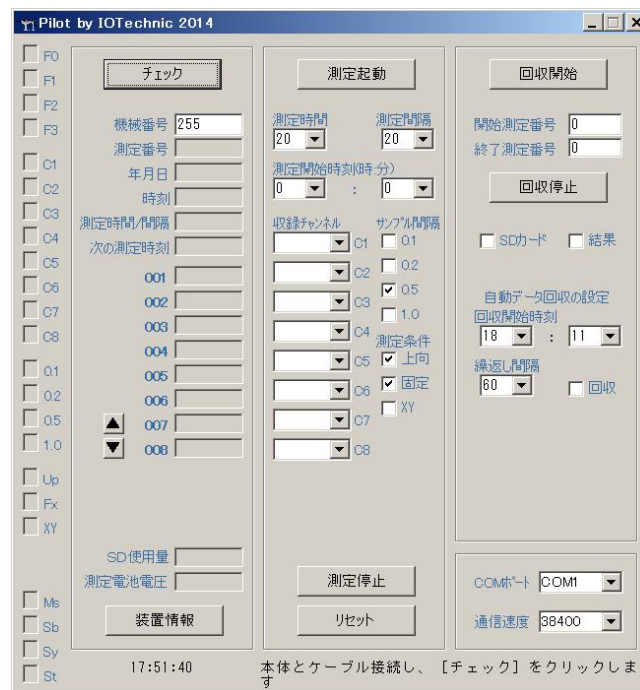 Pilot by IOTechnic 2014
F0
F1
F2
F3
C1
C2
C3
C4
C5
C6
C7
C8
0.1
0.2
0.5
1.0
Up
Fx
XY
Ms
Sb
Sy
St
チェック
機械番号 255
測定番号
年月日
時刻
測定時間/間隔
次の測定時刻
001
002
003
004
005
006
007
008
SD使用量
測定電池電圧
装置情報
17:51:40
測定起動
測定時間 測定間隔
20 20
測定開始時刻(時:分)
0 : 0
収録チャンネル サンプル間隔
C1 0.1
C2 0.2
C3 0.5
C4 1.0
測定条件
C5 上向
C6 固定
C7 XY
C8
測定停止
リセット
回収開始
開始測定番号 0
終了測定番号 0
回収停止
SDカード 結果
自動データ回収の設定
回収開始時刻
18 : 11
繰返し間隔
60 回収
COMポート COM1
通信速度 38400
本体とケーブル接続し、［チェック］をクリックしま
す